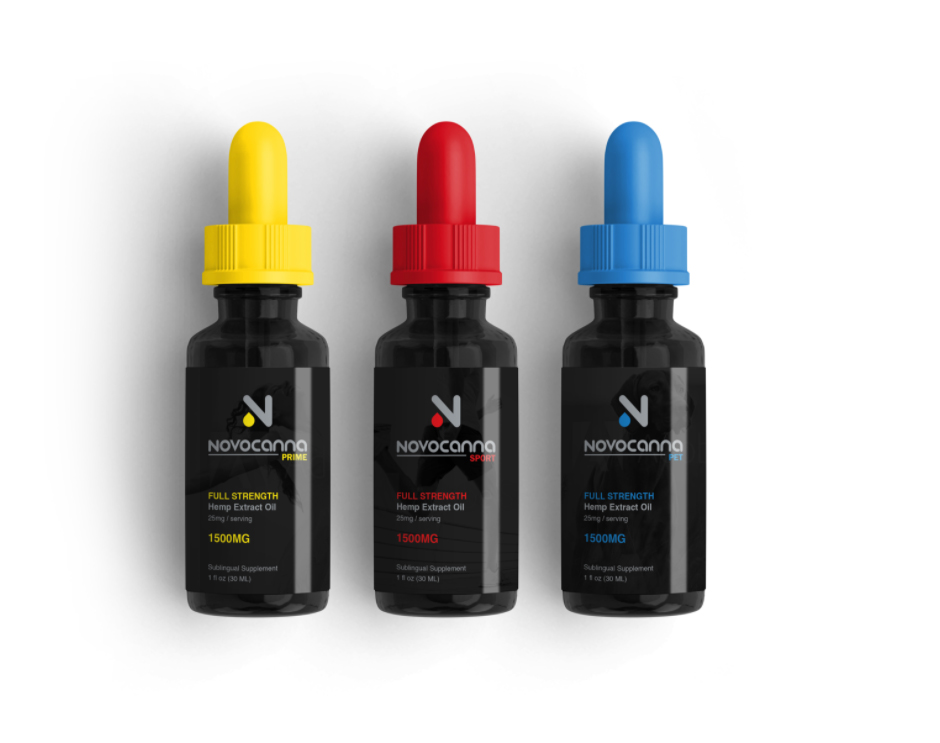 NOVOCANNA
PRIME
FULL STRENGTH
Hemp Extract Oil
25mg / serving
1500MG
Sublingual Supplement
1 fl oz (30 ML)
NOVOCANNA
SPORT
FULL STRENGTH
Hemp Extract Oil
25mg / serving
1500MG
Sublingual Supplement
1 fl oz (30 ML)
NOVOCANNA
PET
FULL STRENGTH
Hemp Extract Oil
25mg / serving
1500MG
Sublingual Supplement
1 fl oz (30 ML)